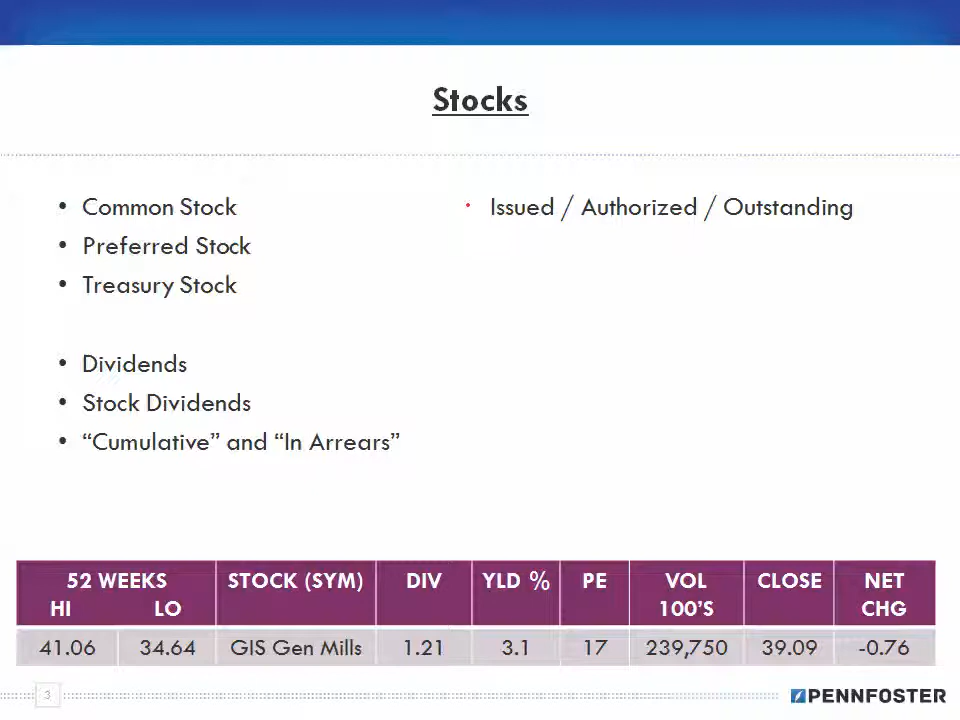 Stocks
• Common Stock
• Preferred Stock
• Treasury Stock
• Dividends
• Stock Dividends
• “Cumulative” and “In Arrears”
• Issued / Authorized / Outstanding
52 WEEKS STOCK (SYM) DIV YLD % PE VOL CLOSE NET
HI LO 100’S CHG
41.06 34.64 GIS Gen Mills 1.21 3.1 17 239,750 39.09 -0.76
3
PENNFOSTER